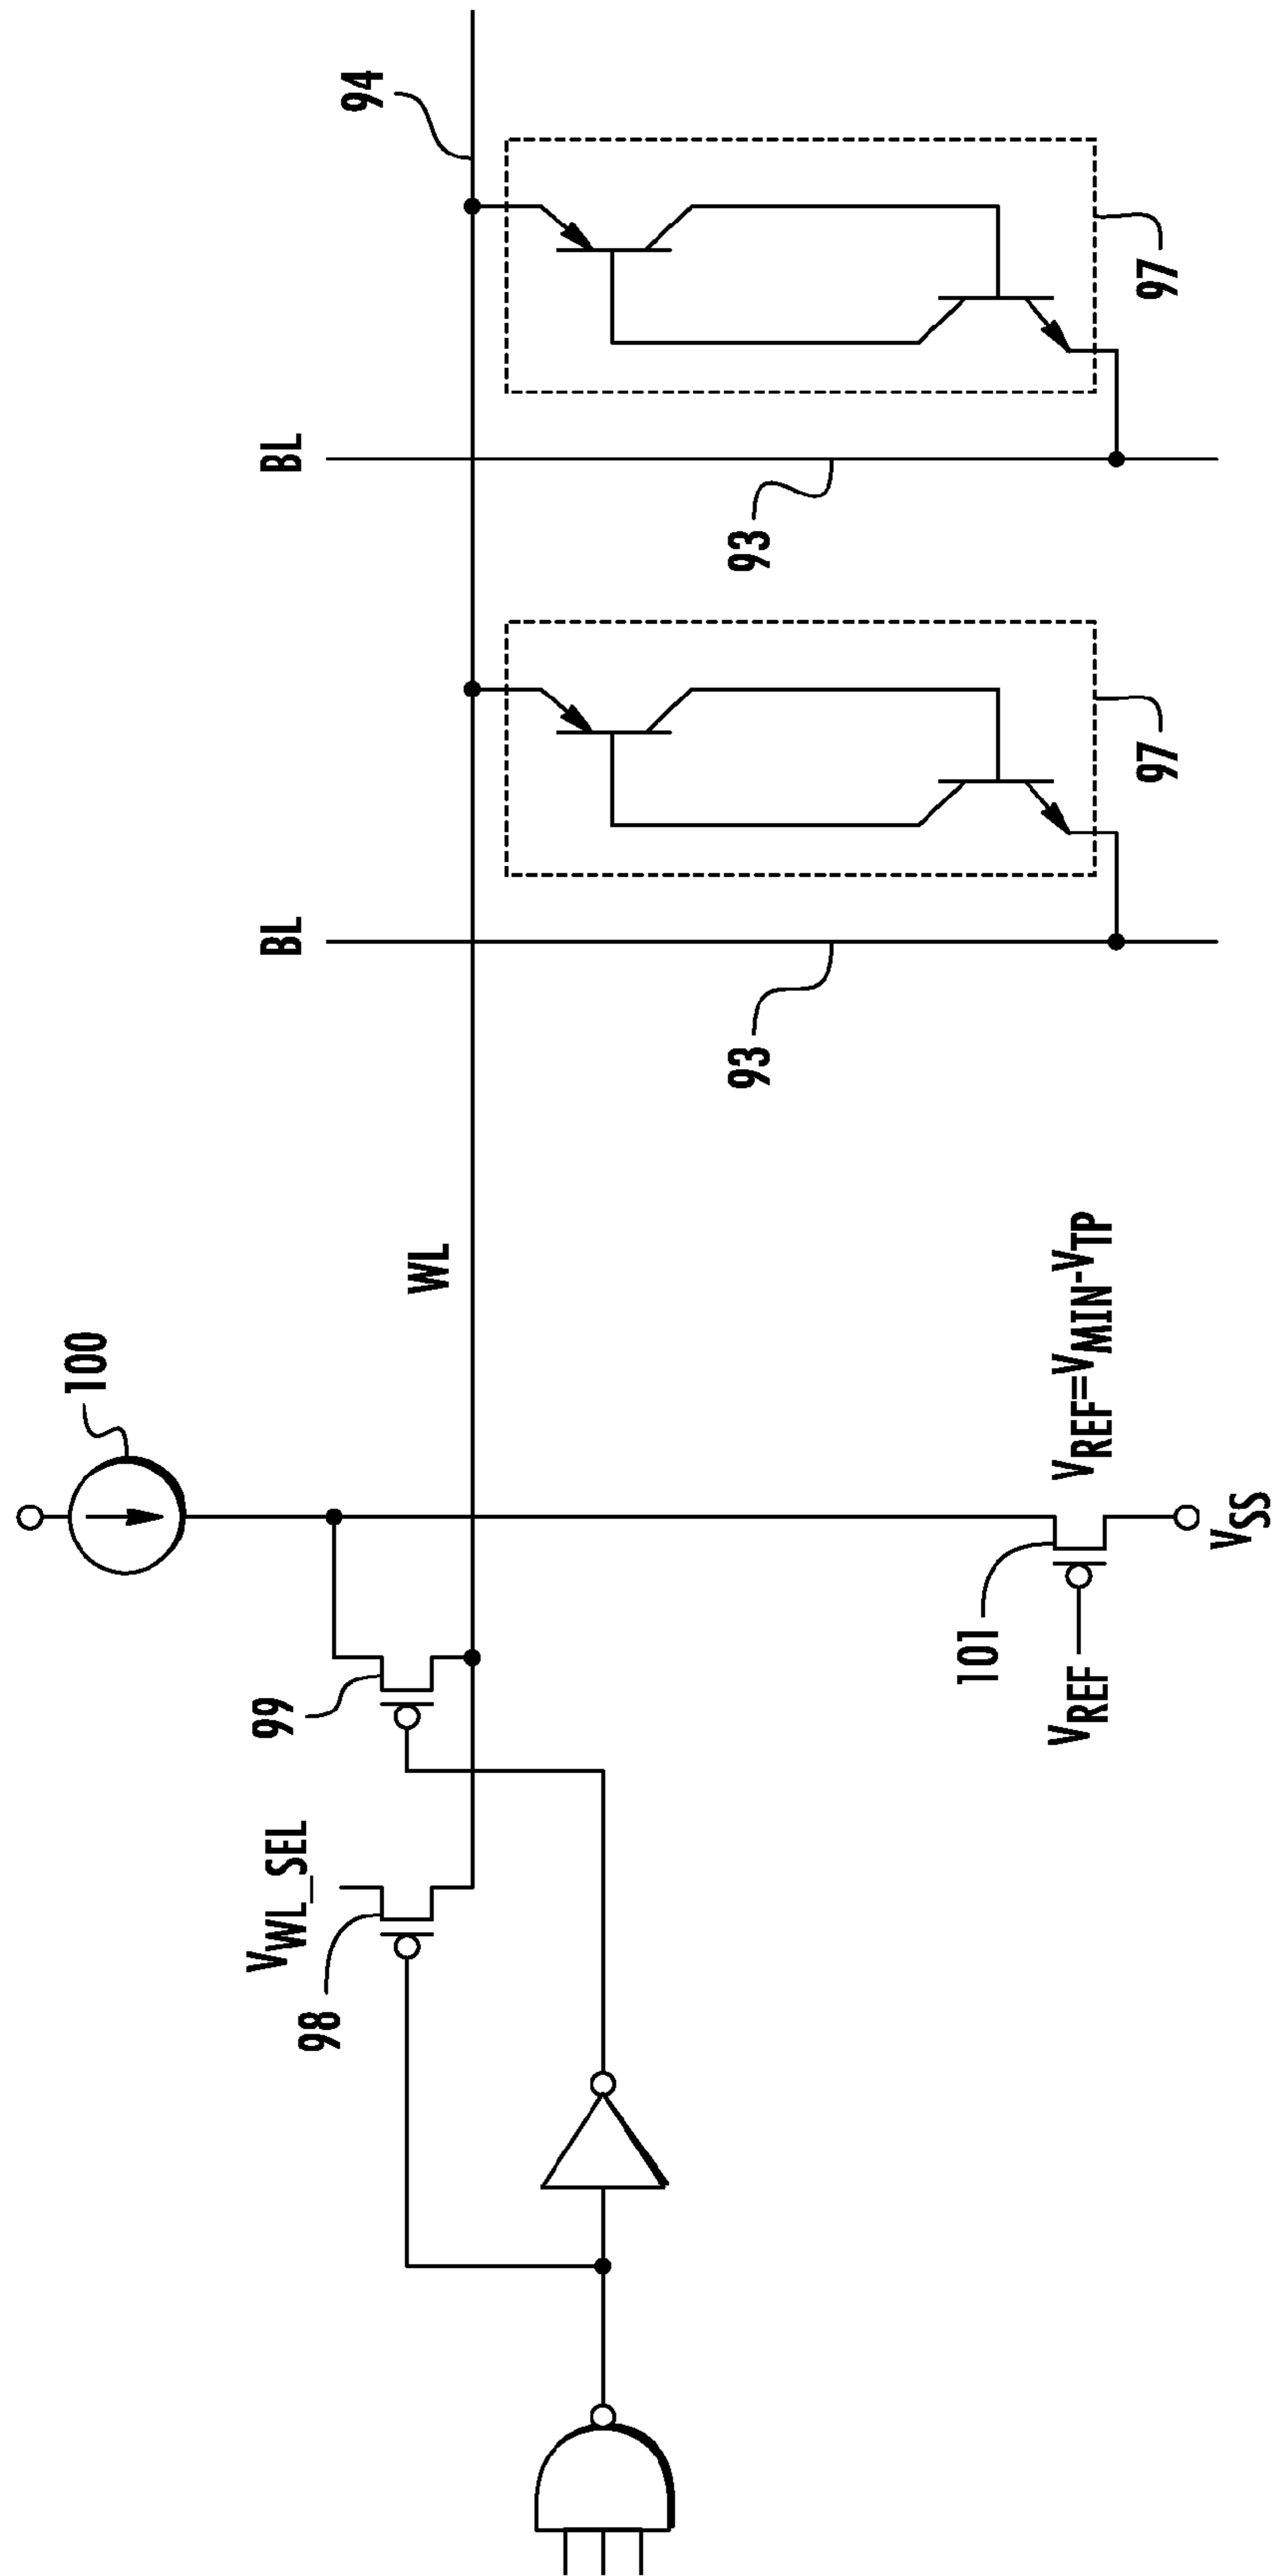 100
94
BL
BL
WL
99
V_WL_SEL
98
93
93
97
97
101
V_REF=V_MIN-V_TP
V_REF
V_SS